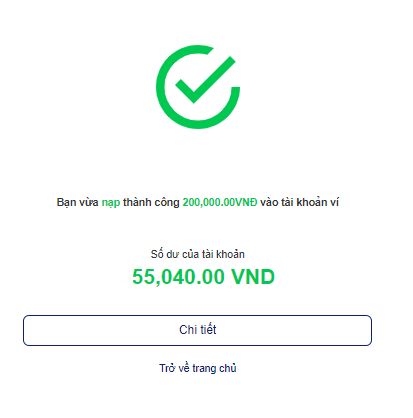 Bạn vừa nạp thành công 200,000.00VNĐ vào tài khoản ví
Số dư của tài khoản
55,040.00 VND
Chi tiết
Trở về trang chủ